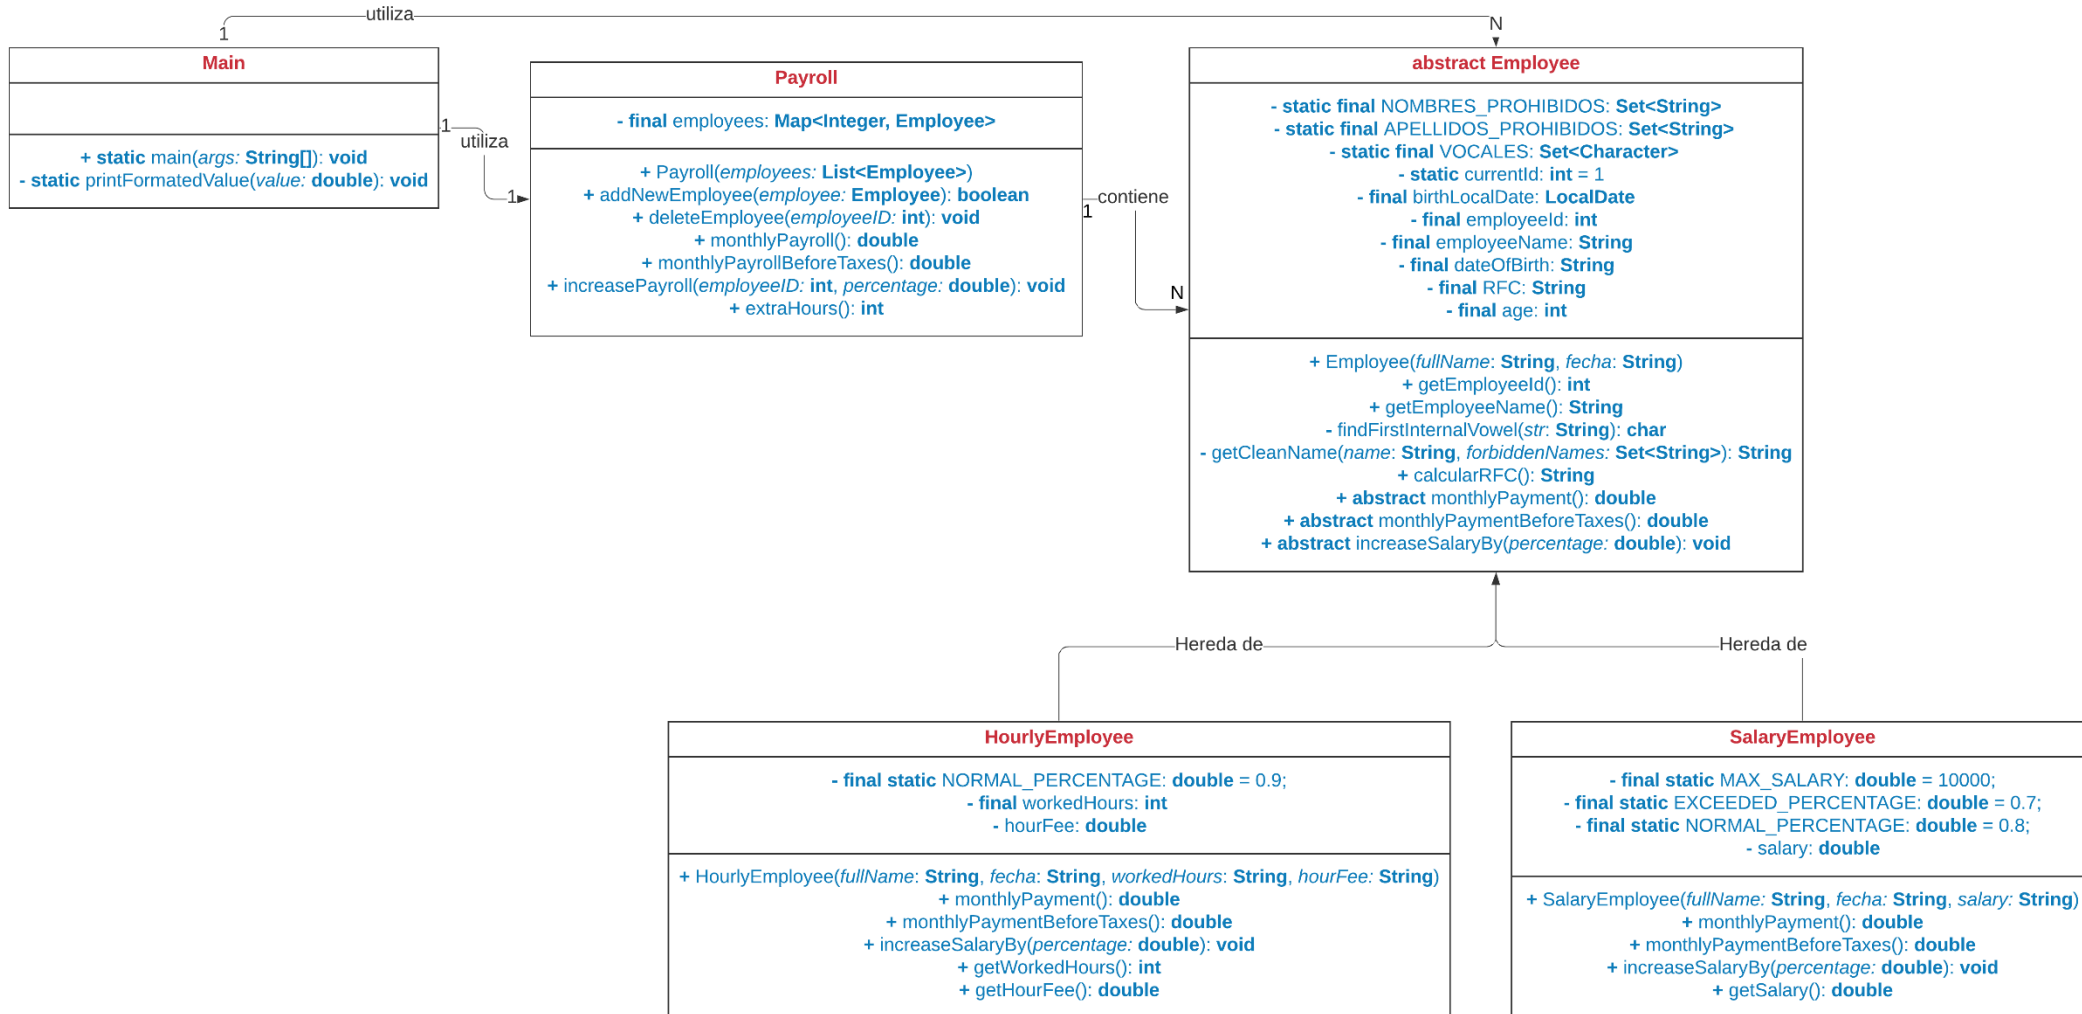 utiliza
1
N
Main
+ static main(args: String[]): void
- static printFormatedValue(value: double): void
1
utiliza
1
Payroll
- final employees: Map<Integer, Employee>
+ Payroll(employees: List<Employee>)
+ addNewEmployee(employee: Employee): boolean
+ deleteEmployee(employeeID: int): void
+ monthlyPayroll(): double
+ monthlyPayrollBeforeTaxes(): double
+ increasePayroll(employeeID: int, percentage: double): void
+ extraHours(): int
contiene
1
N
abstract Employee
- static final NOMBRES_PROHIBIDOS: Set<String>
- static final APELLIDOS_PROHIBIDOS: Set<String>
- static final VOCALES: Set<Character>
- static currentId: int = 1
- final birthLocalDate: LocalDate
- final employeeId: int
- final employeeName: String
- final dateOfBirth: String
- final RFC: String
- final age: int
+ Employee(fullName: String, fecha: String)
+ getEmployeeId(): int
+ getEmployeeName(): String
- findFirstInternalVowel(str: String): char
- getCleanName(name: String, forbiddenNames: Set<String>): String
+ calcularRFC(): String
+ abstract monthlyPayment(): double
+ abstract monthlyPaymentBeforeTaxes(): double
+ abstract increaseSalaryBy(percentage: double): void
Hereda de
Hereda de
HourlyEmployee
- final static NORMAL_PERCENTAGE: double = 0.9;
- final workedHours: int
- hourFee: double
+ HourlyEmployee(fullName: String, fecha: String, workedHours: String, hourFee: String)
+ monthlyPayment(): double
+ monthlyPaymentBeforeTaxes(): double
+ increaseSalaryBy(percentage: double): void
+ getWorkedHours(): int
+ getHourFee(): double
SalaryEmployee
- final static MAX_SALARY: double = 10000;
- final static EXCEEDED_PERCENTAGE: double = 0.7;
- final static NORMAL_PERCENTAGE: double = 0.8;
- salary: double
+ SalaryEmployee(fullName: String, fecha: String, salary: String)
+ monthlyPayment(): double
+ monthlyPaymentBeforeTaxes(): double
+ increaseSalaryBy(percentage: double): void
+ getSalary(): double